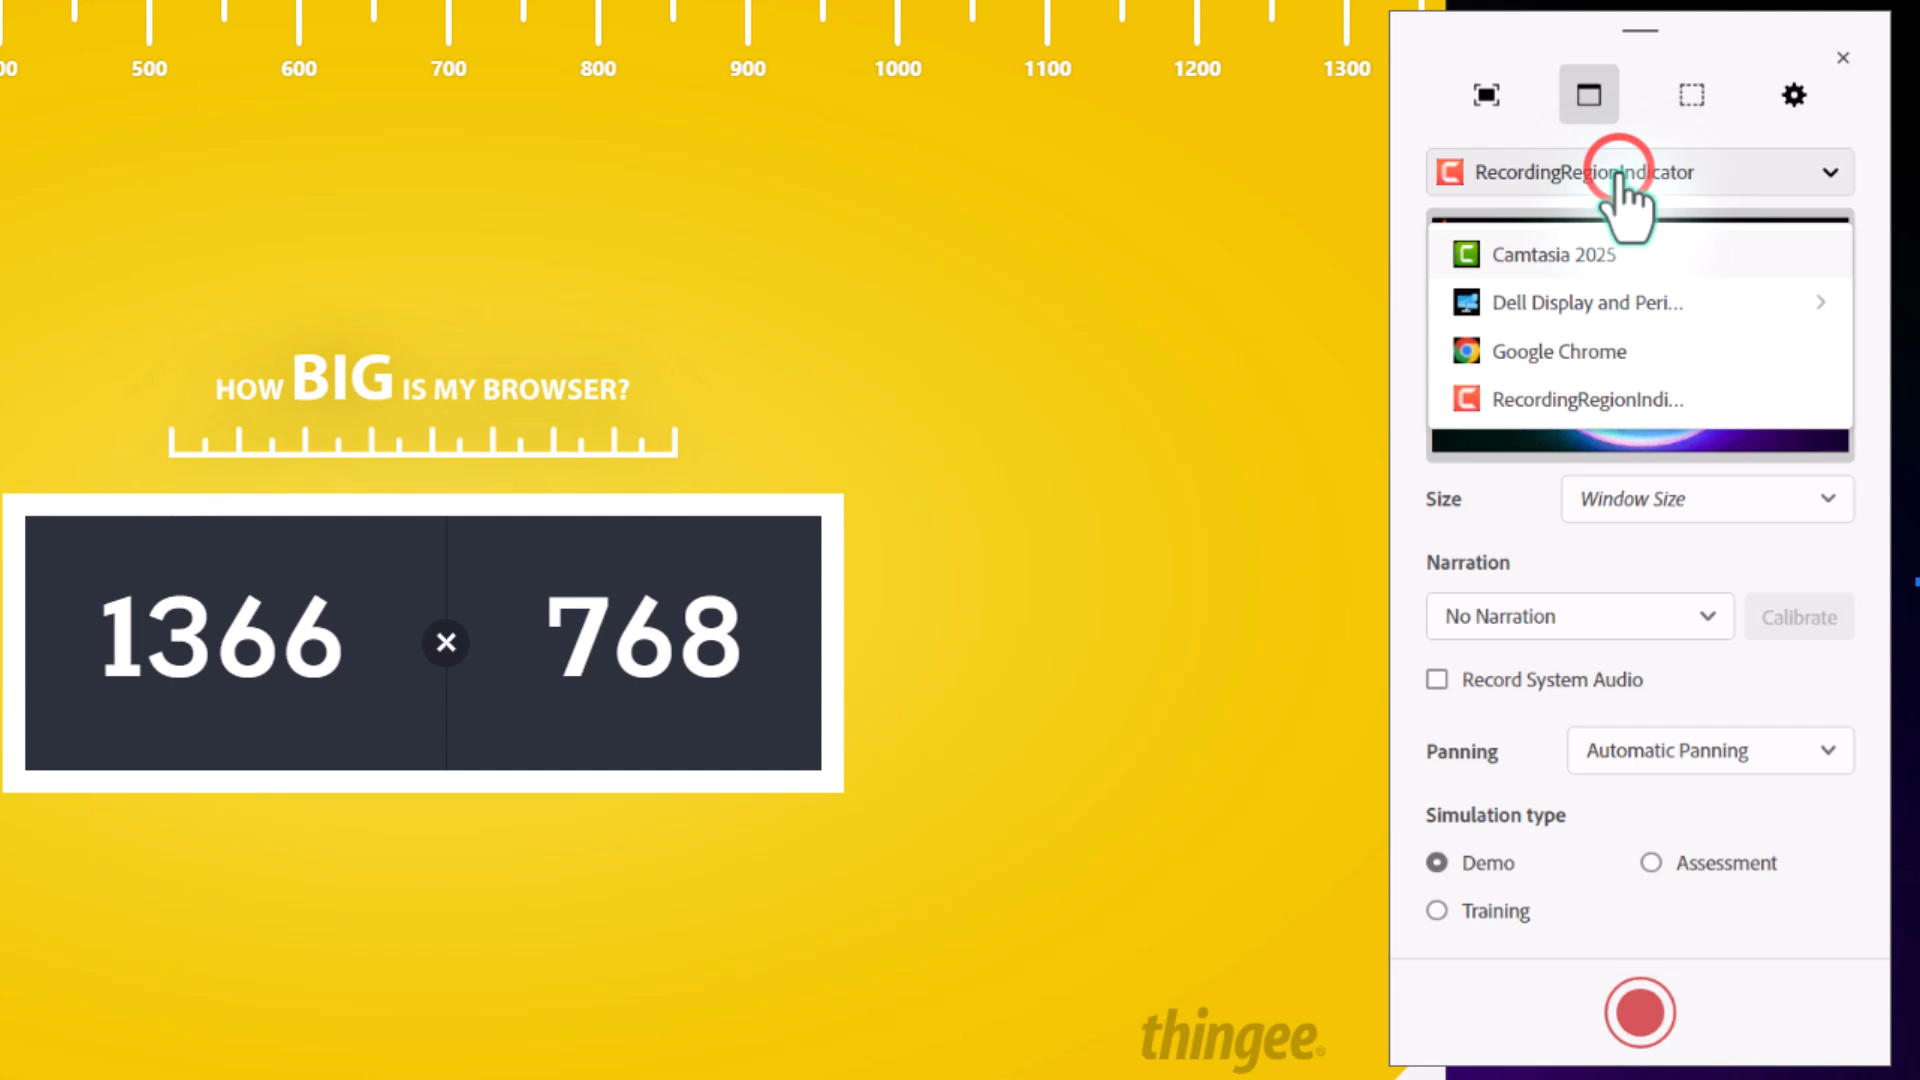 500 600 700 800 900 1000 1100 1200 1300
RecordingRegionIndicator
Camtasia 2025
Dell Display and Peri...
Google Chrome
RecordingRegionIndi...
HOW BIG IS MY BROWSER?
1366 × 768
Size Window Size
Narration
No Narration Calibrate
Record System Audio
Panning Automatic Panning
Simulation type
Demo Assessment
Training
thingee®